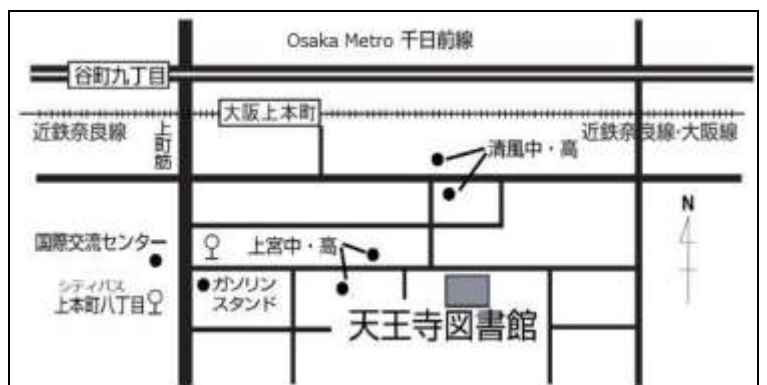 Osaka Metro 千日前線
谷町九丁目
大阪上本町
近鉄奈良線
上町筋
近鉄奈良線・大阪線
清風中・高
N
国際交流センター
上宮中・高
シティバス
上本町八丁目
ガソリン
スタンド
天王寺図書館